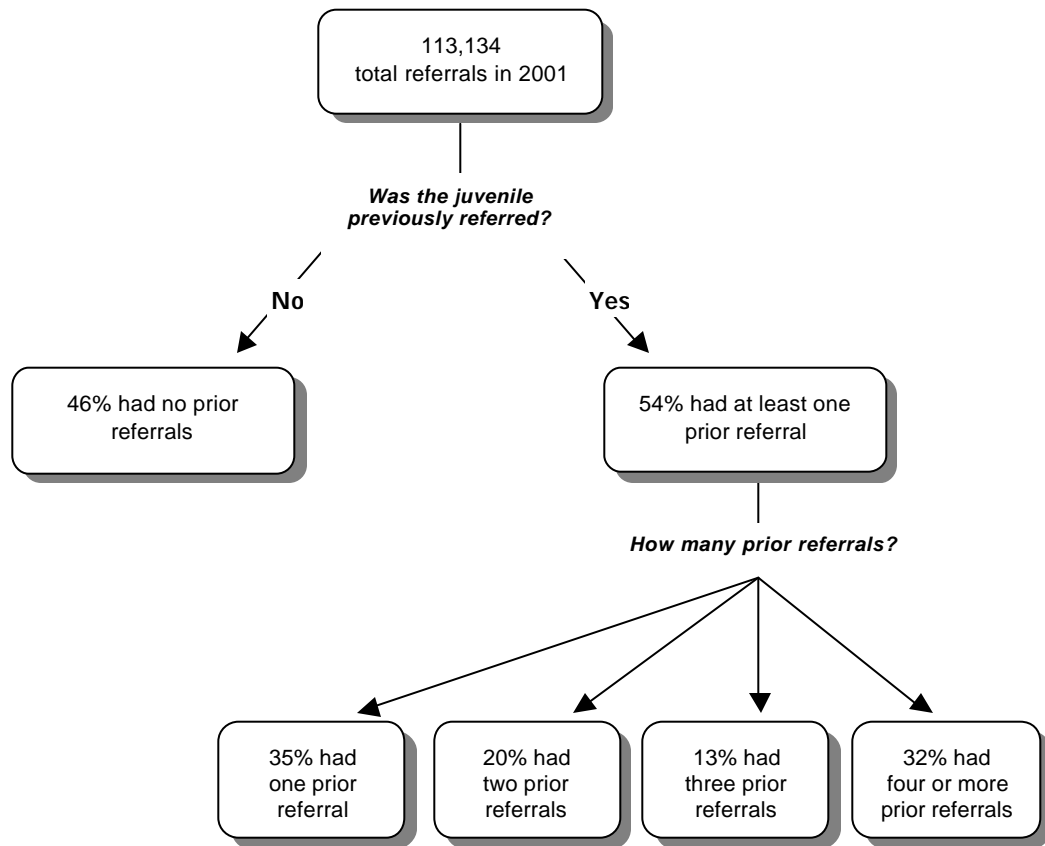 113,134
total referrals in 2001
Was the juvenile
previously referred?
No
Yes
46% had no prior
referrals
54% had at least one
prior referral
How many prior referrals?
35% had
one prior
referral
20% had
two prior
referrals
13% had
three prior
referrals
32% had
four or more
prior referrals